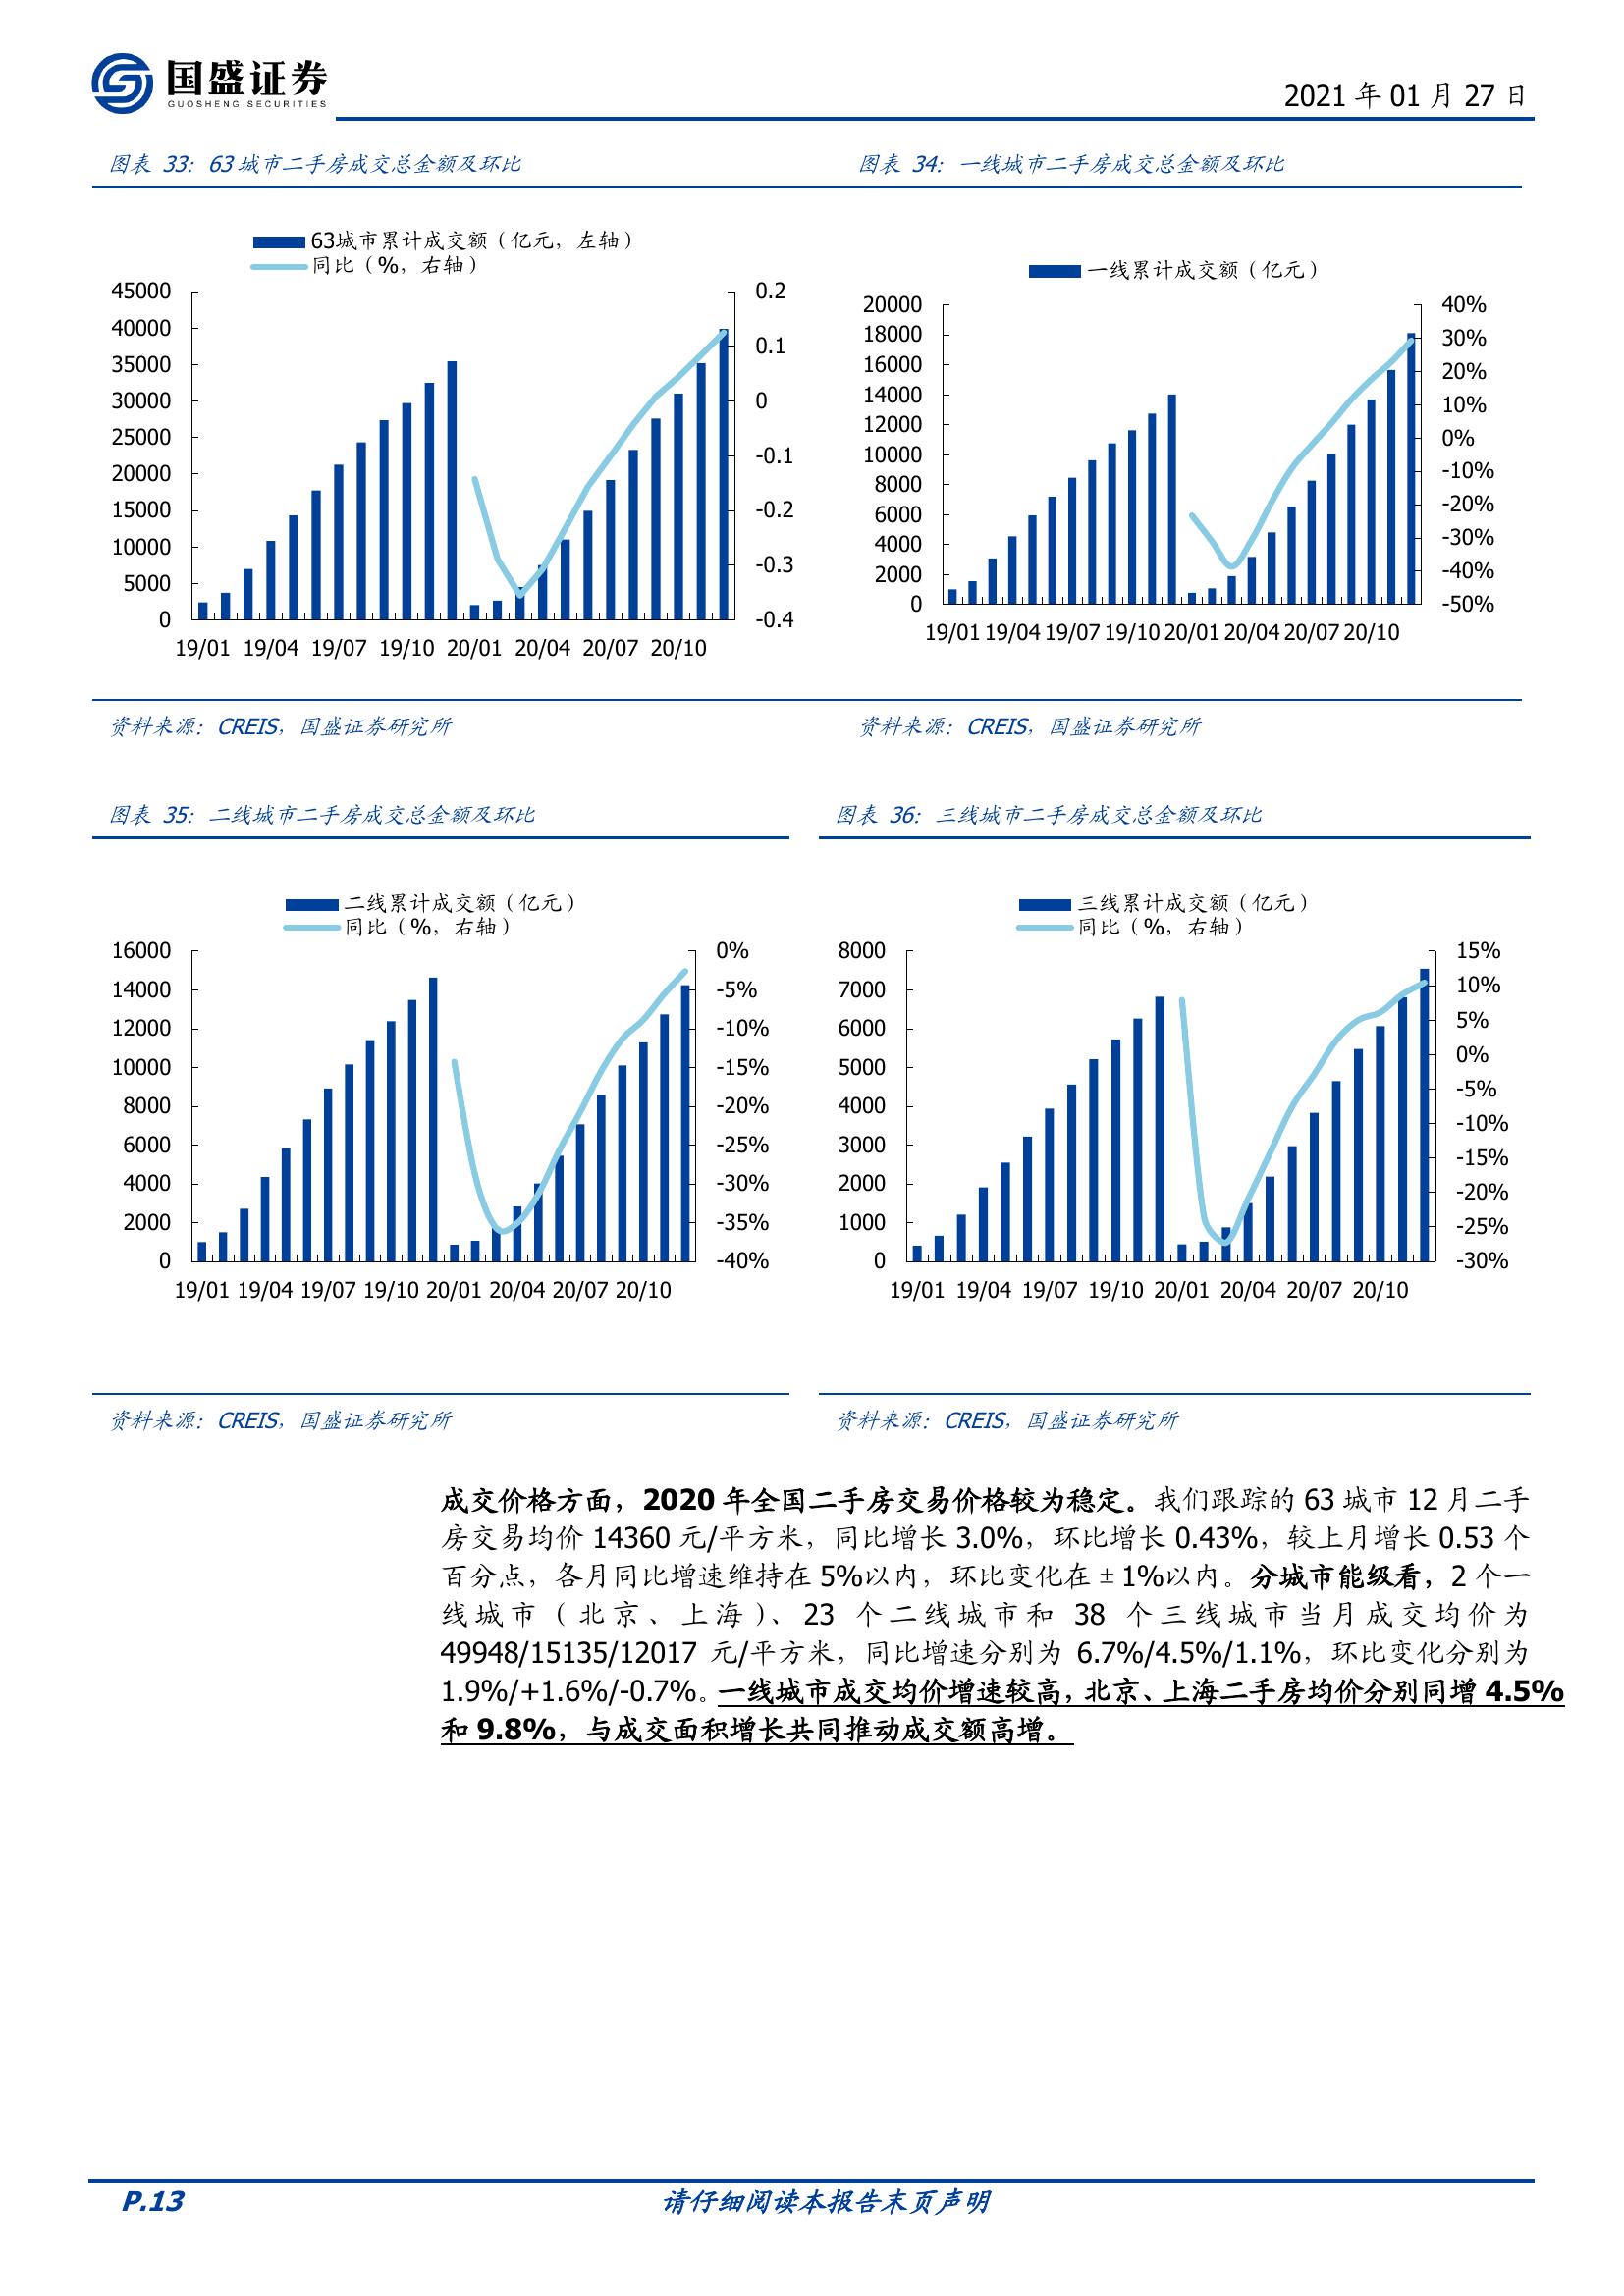 国盛证券
GUOSHENG SECURITIES
2021 年 01 月 27 日
图表 33：63 城市二手房成交总金额及环比
图表 34：一线城市二手房成交总金额及环比
63城市累计成交额（亿元，左轴）
同比（%，右轴）
45000
40000
35000
30000
25000
20000
15000
10000
5000
0
0.2
0.1
0
-0.1
-0.2
-0.3
-0.4
19/01 19/04 19/07 19/10 20/01 20/04 20/07 20/10
一线累计成交额（亿元）
20000
18000
16000
14000
12000
10000
8000
6000
4000
2000
0
40%
30%
20%
10%
0%
-10%
-20%
-30%
-40%
-50%
19/01 19/04 19/07 19/10 20/01 20/04 20/07 20/10
资料来源：CREIS，国盛证券研究所
资料来源：CREIS，国盛证券研究所
图表 35：二线城市二手房成交总金额及环比
图表 36：三线城市二手房成交总金额及环比
二线累计成交额（亿元）
同比（%，右轴）
16000
14000
12000
10000
8000
6000
4000
2000
0
0%
-5%
-10%
-15%
-20%
-25%
-30%
-35%
-40%
19/01 19/04 19/07 19/10 20/01 20/04 20/07 20/10
三线累计成交额（亿元）
同比（%，右轴）
8000
7000
6000
5000
4000
3000
2000
1000
0
15%
10%
5%
0%
-5%
-10%
-15%
-20%
-25%
-30%
19/01 19/04 19/07 19/10 20/01 20/04 20/07 20/10
资料来源：CREIS，国盛证券研究所
资料来源：CREIS，国盛证券研究所
成交价格方面，2020 年全国二手房交易价格较为稳定。我们跟踪的 63 城市 12 月二手
房交易均价 14360 元/平方米，同比增长 3.0%，环比增长 0.43%，较上月增长 0.53 个
百分点，各月同比增速维持在 5%以内，环比变化在±1%以内。分城市能级看，2 个一
线城市（北京、上海）、23 个二线城市和 38 个三线城市当月成交均价为
49948/15135/12017 元/平方米，同比增速分别为 6.7%/4.5%/1.1%，环比变化分别为
1.9%/+1.6%/-0.7%。一线城市成交均价增速较高，北京、上海二手房均价分别同增 4.5%
和 9.8%，与成交面积增长共同推动成交额高增。
P.13
请仔细阅读本报告末页声明